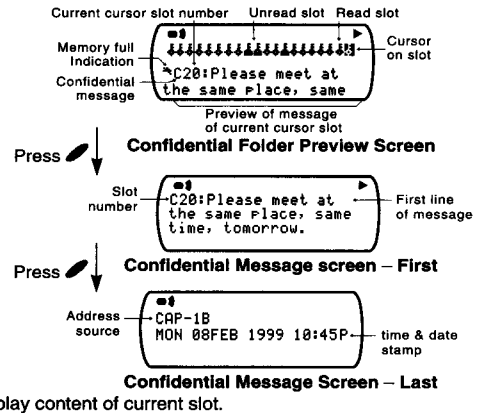 Current cursor slot number Unread slot Read slot
Memory full Indication
Cursor on slot
Confidential message
*C20:Please meet at
the same place, same
Preview of message
of current cursor slot
Confidential Folder Preview Screen
Press
Slot number
C20:Please meet at
the same place, same
time, tomorrow.
First line of message
Confidential Message screen – First
Press
Address source
CAP-1B
MON 08FEB 1999 10:45P
time & date stamp
Confidential Message Screen – Last
play content of current slot.